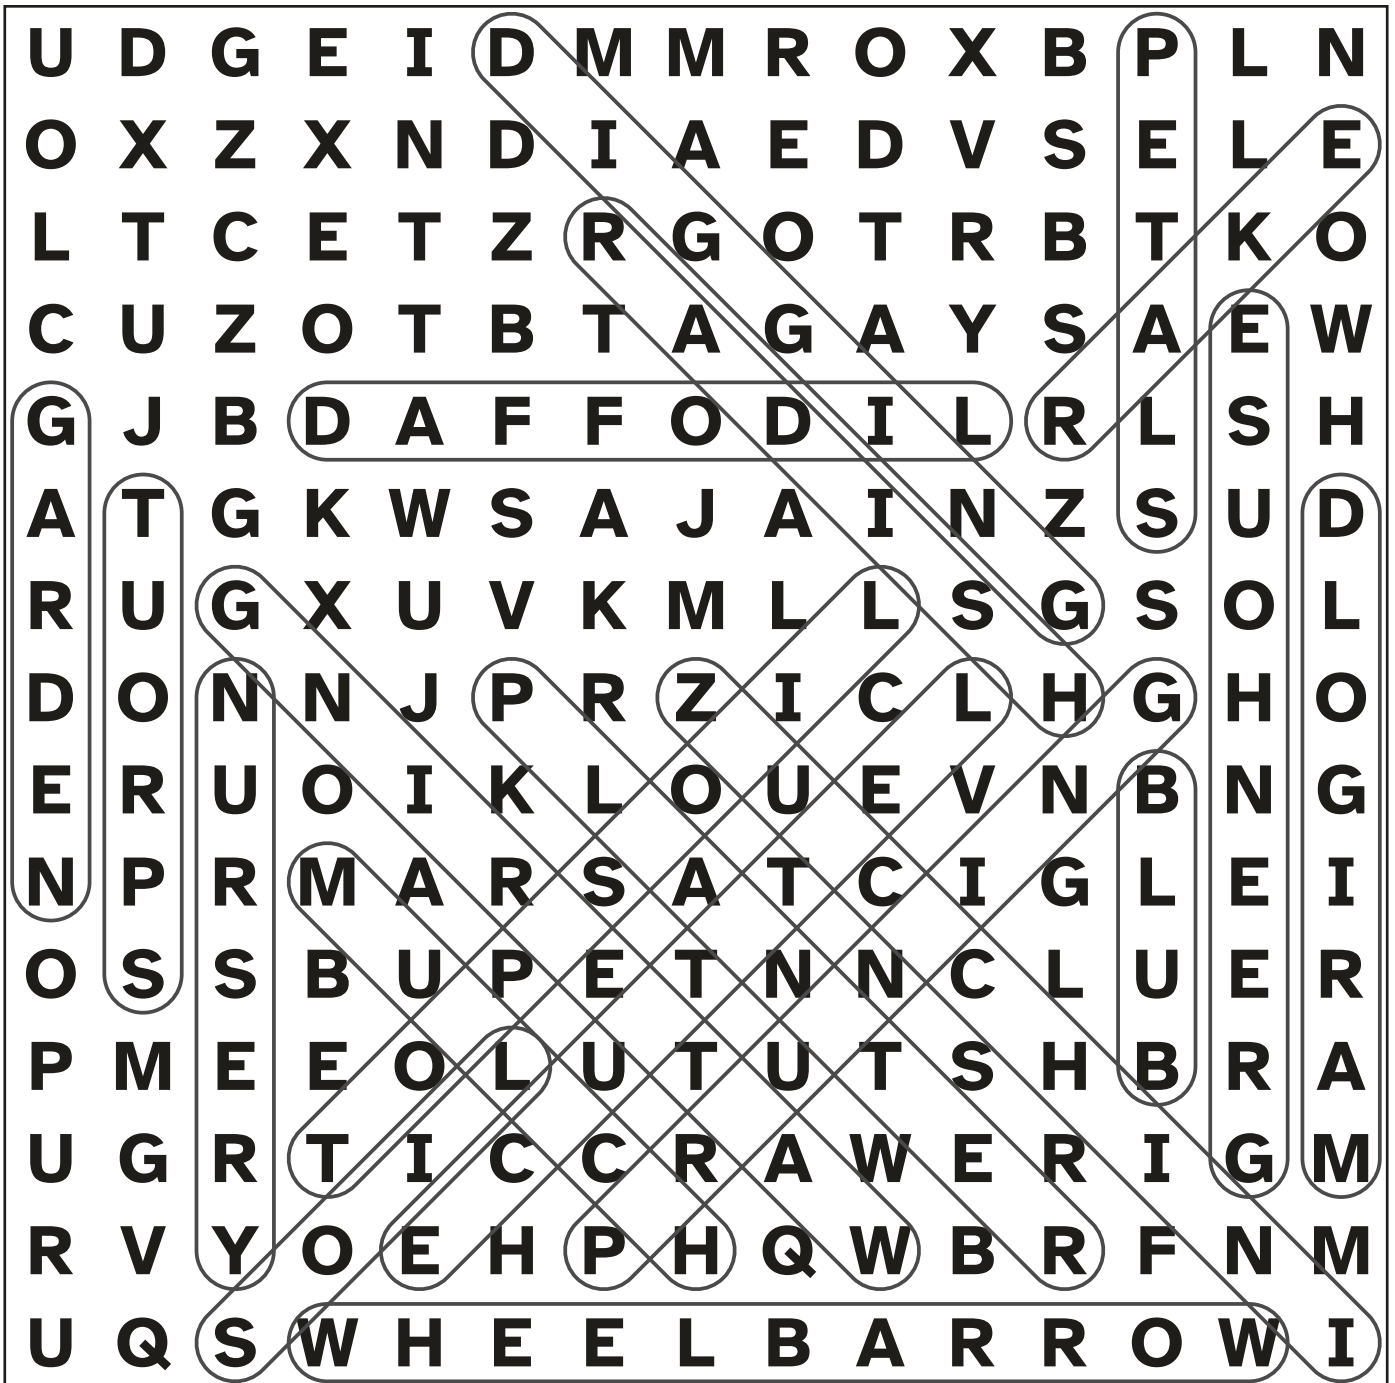 U D G E I D M M R O X B P L N
O X Z X N D I A E D V S E L E
L T C E T Z R G O T R B T K O
C U Z O T B T A G A Y S A E W
G J B D A F F O D I L R L S H
A T G K W S A J A I N Z S U D
R U G X U V K M L L S G S O L
D O N N J P R Z I C L H G H O
E R U O I K L O U E V N B N G
N P R M A R S A T C I G L E I
O S S B U P E T N N C L U E R
P M E E O L U T U T S H B R A
U G R T I C C R A W E R I G M
R V Y O E H P H Q W B R F N M
U Q S W H E E L B A R R O W I